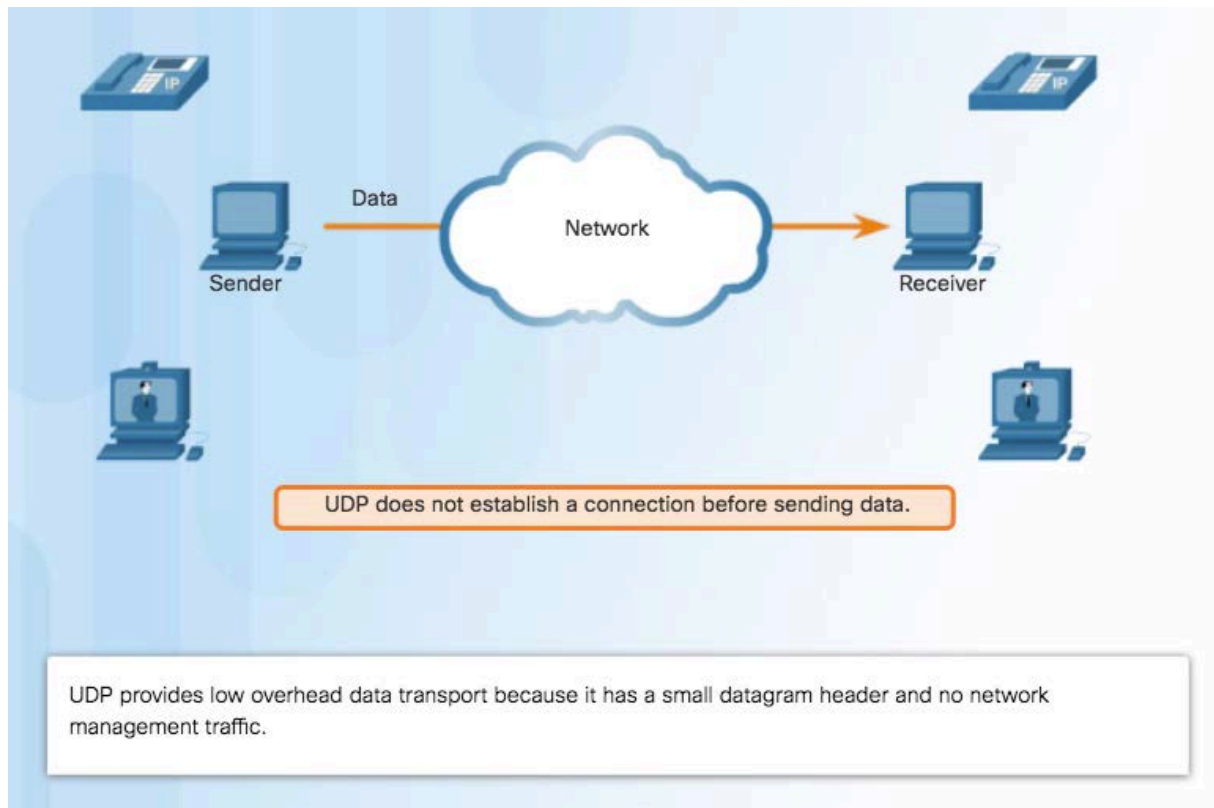 IP
IP
Data
Network
Sender
Receiver
UDP does not establish a connection before sending data.
UDP provides low overhead data transport because it has a small datagram header and no network
management traffic.